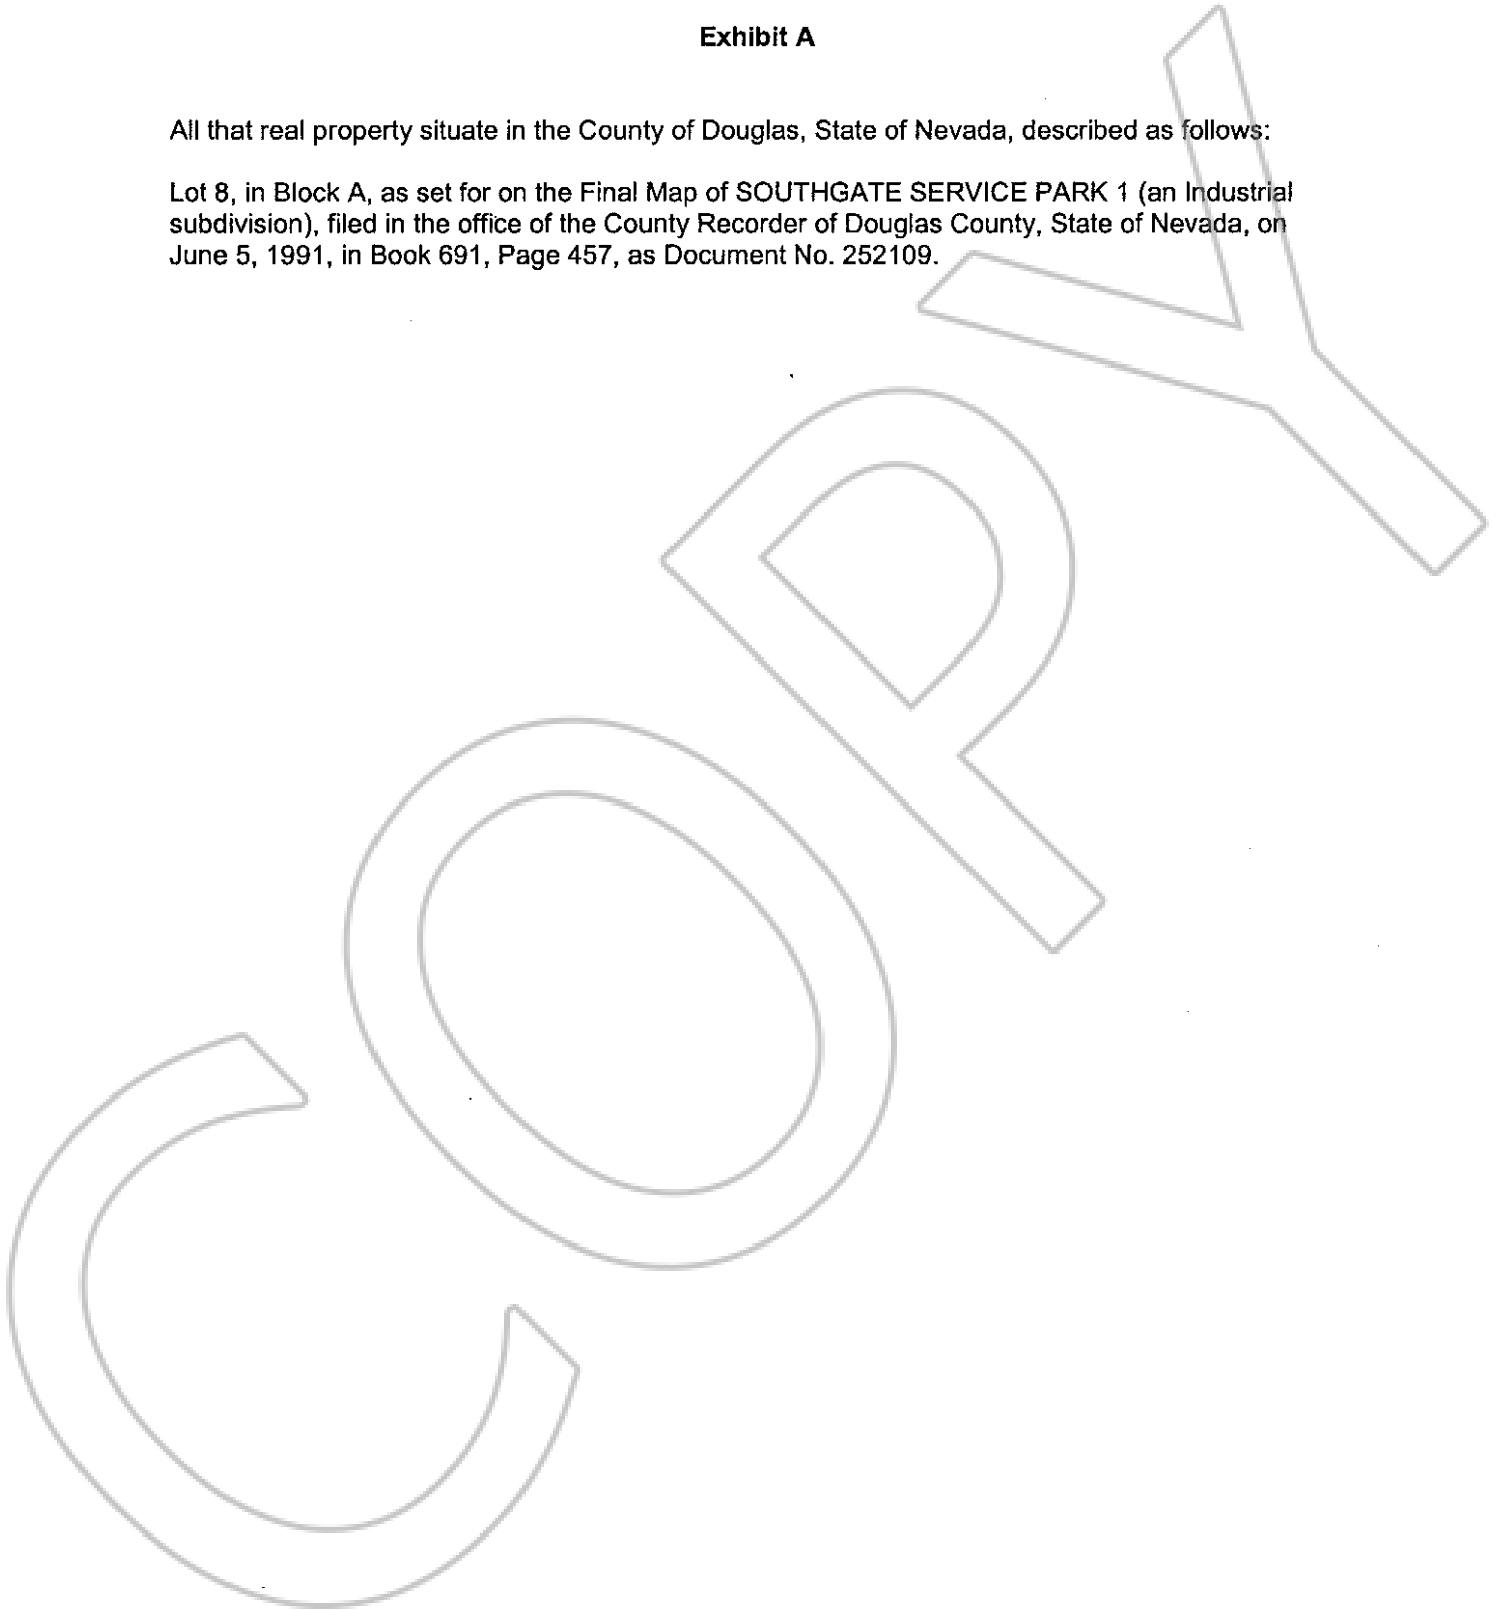 Exhibit A
All that real property situate in the County of Douglas, State of Nevada, described as follows:
Lot 8, in Block A, as set for on the Final Map of SOUTHGATE SERVICE PARK 1 (an Industrial
subdivision), filed in the office of the County Recorder of Douglas County, State of Nevada, on
June 5, 1991, in Book 691, Page 457, as Document No. 252109.
COPY